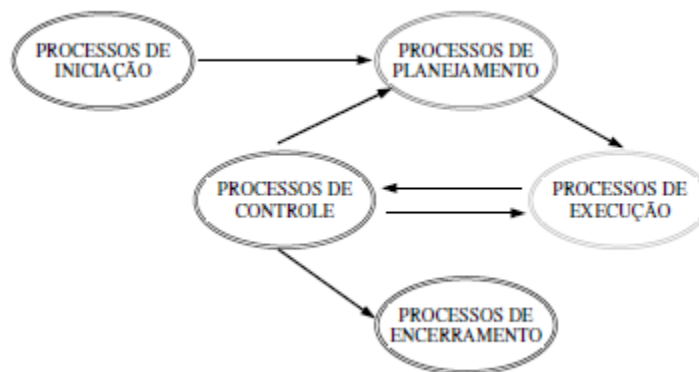 PROCESSOS DE
INICIAÇÃO
PROCESSOS DE
PLANEJAMENTO
PROCESSOS DE
CONTROLE
PROCESSOS DE
EXECUÇÃO
PROCESSOS DE
ENCERRAMENTO